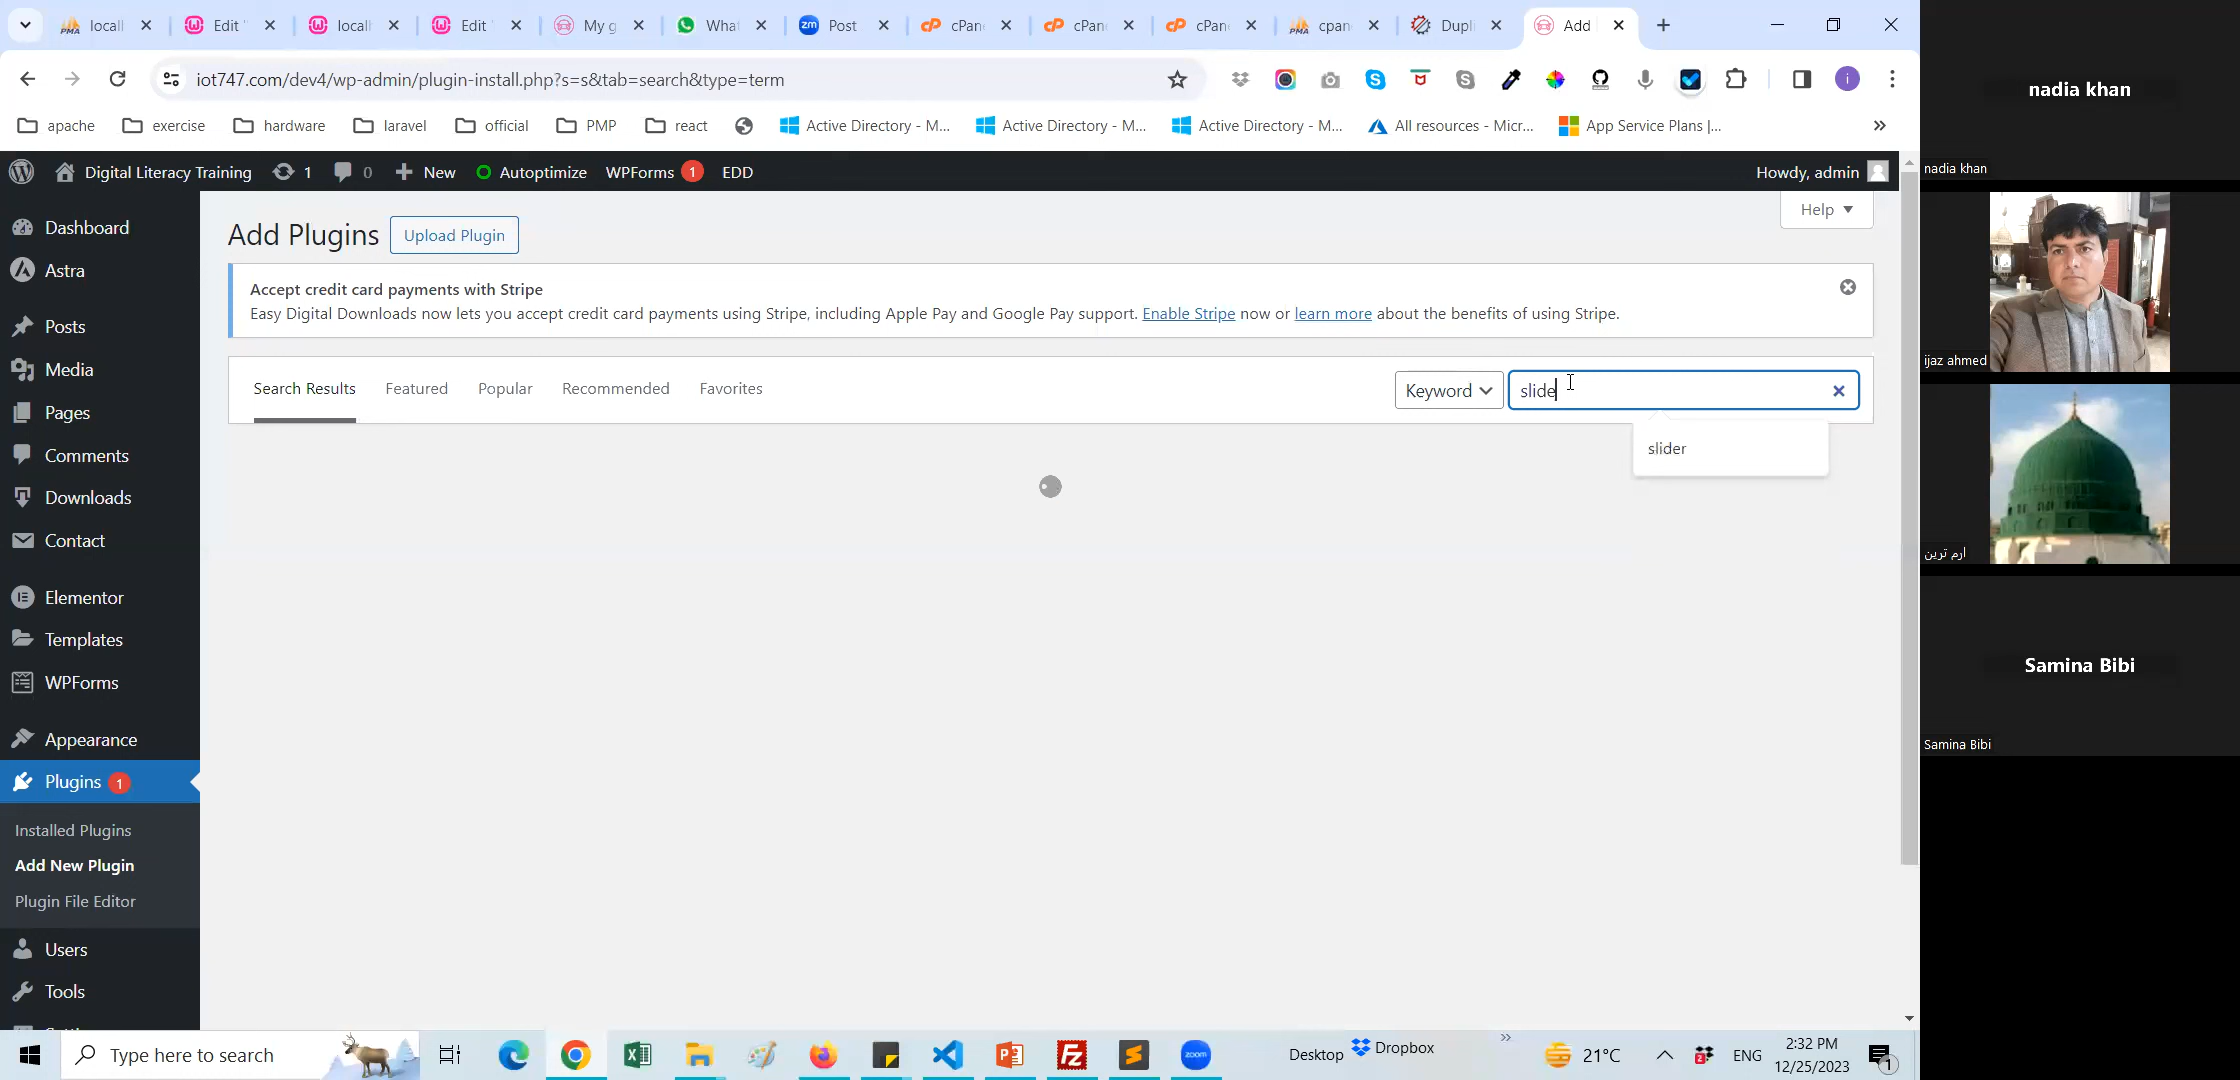 locall
Edit "
locall
Edit '
My g
What
Post
cPane
cPane
cPane
cpane
Dupli
Add
iot747.com/dev4/wp-admin/plugin-install.php?s=s&tab=search&type=term
apache
exercise
hardware
laravel
official
PMP
react
Active Directory - M...
Active Directory - M...
Active Directory - M...
All resources - Micr...
App Service Plans |...
Digital Literacy Training
1
0
New
Autoptimize
WPForms 1
EDD
Howdy, admin
Dashboard
Astra
Posts
Media
Pages
Comments
Downloads
Contact
Elementor
Templates
WPForms
Appearance
Plugins 1
Installed Plugins
Add New Plugin
Plugin File Editor
Users
Tools
Help
Add Plugins
Upload Plugin
Accept credit card payments with Stripe
Easy Digital Downloads now lets you accept credit card payments using Stripe, including Apple Pay and Google Pay support. Enable Stripe now or learn more about the benefits of using Stripe.
Search Results
Featured
Popular
Recommended
Favorites
Keyword
slide
slider
nadia khan
nadia khan
ijaz ahmed
ارم ترین
Samina Bibi
Samina Bibi
Type here to search
zoom
Desktop
Dropbox
21°C
2
ENG
2:32 PM
12/25/2023
1